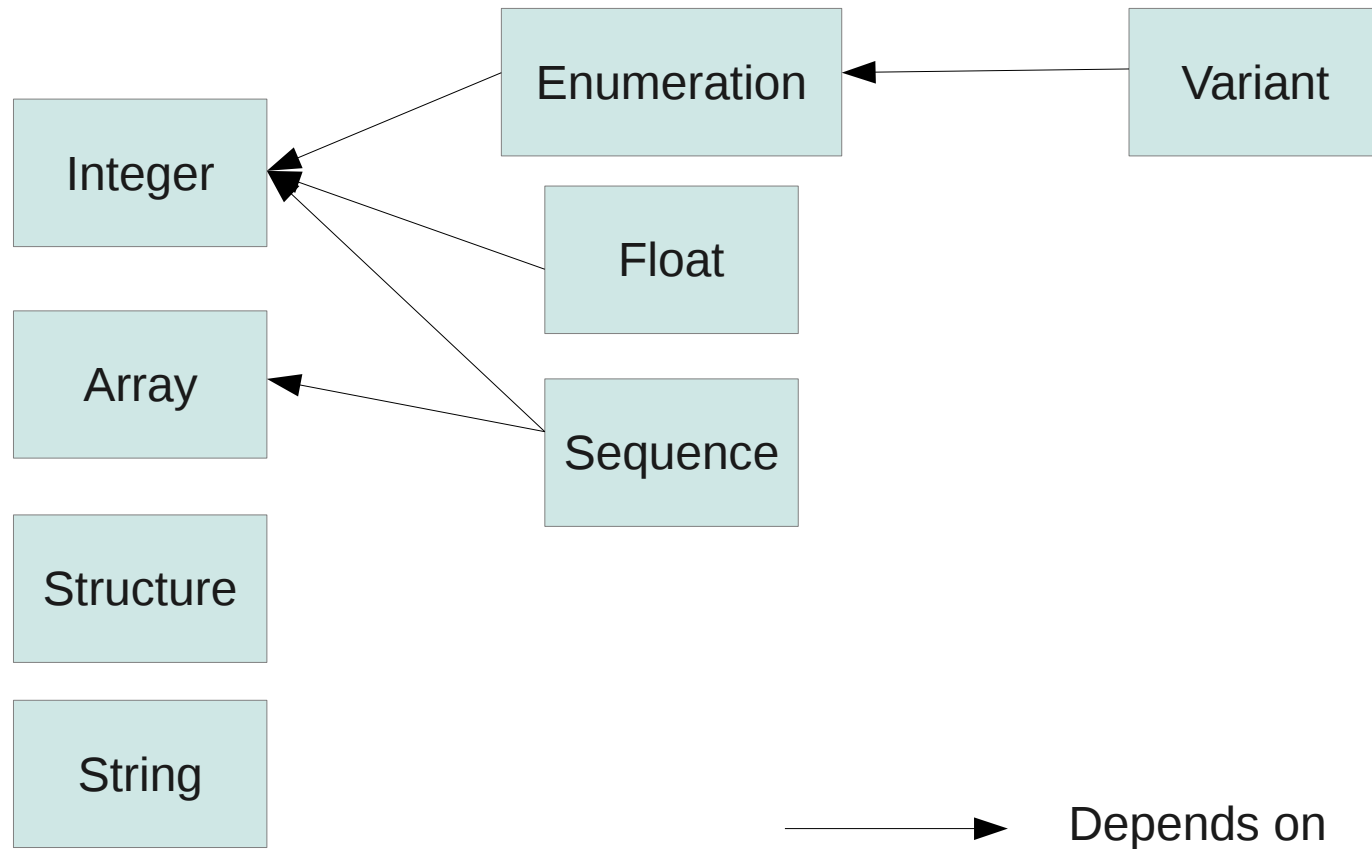 Enumeration
Variant
Integer
Float
Array
Sequence
Structure
String
Depends on